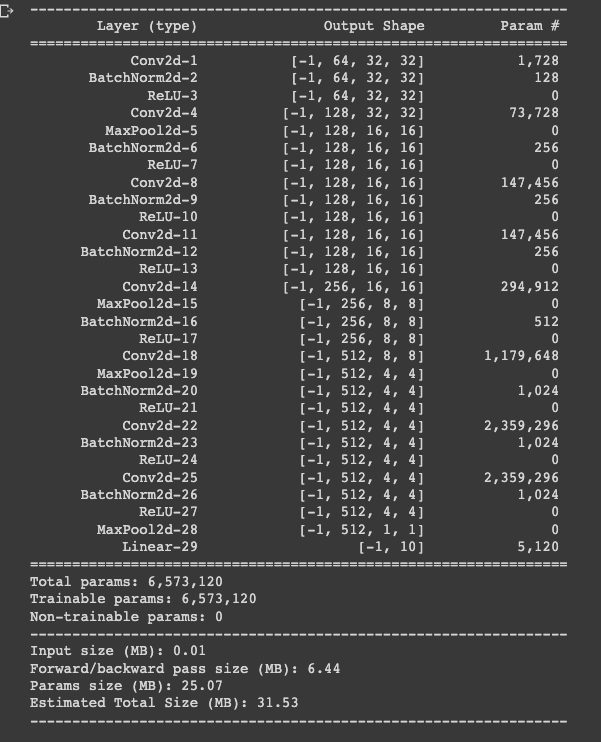 ----------------------------------------------------------------
Layer (type) Output Shape Param #
================================================================
Conv2d-1 [-1, 64, 32, 32] 1,728
BatchNorm2d-2 [-1, 64, 32, 32] 128
ReLU-3 [-1, 64, 32, 32] 0
Conv2d-4 [-1, 128, 32, 32] 73,728
MaxPool2d-5 [-1, 128, 16, 16] 0
BatchNorm2d-6 [-1, 128, 16, 16] 256
ReLU-7 [-1, 128, 16, 16] 0
Conv2d-8 [-1, 128, 16, 16] 147,456
BatchNorm2d-9 [-1, 128, 16, 16] 256
ReLU-10 [-1, 128, 16, 16] 0
Conv2d-11 [-1, 128, 16, 16] 147,456
BatchNorm2d-12 [-1, 128, 16, 16] 256
ReLU-13 [-1, 128, 16, 16] 0
Conv2d-14 [-1, 256, 16, 16] 294,912
MaxPool2d-15 [-1, 256, 8, 8] 0
BatchNorm2d-16 [-1, 256, 8, 8] 512
ReLU-17 [-1, 256, 8, 8] 0
Conv2d-18 [-1, 512, 8, 8] 1,179,648
MaxPool2d-19 [-1, 512, 4, 4] 0
BatchNorm2d-20 [-1, 512, 4, 4] 1,024
ReLU-21 [-1, 512, 4, 4] 0
Conv2d-22 [-1, 512, 4, 4] 2,359,296
BatchNorm2d-23 [-1, 512, 4, 4] 1,024
ReLU-24 [-1, 512, 4, 4] 0
Conv2d-25 [-1, 512, 4, 4] 2,359,296
BatchNorm2d-26 [-1, 512, 4, 4] 1,024
ReLU-27 [-1, 512, 4, 4] 0
MaxPool2d-28 [-1, 512, 1, 1] 0
Linear-29 [-1, 10] 5,120
================================================================
Total params: 6,573,120
Trainable params: 6,573,120
Non-trainable params: 0
----------------------------------------------------------------
Input size (MB): 0.01
Forward/backward pass size (MB): 6.44
Params size (MB): 25.07
Estimated Total Size (MB): 31.53
----------------------------------------------------------------